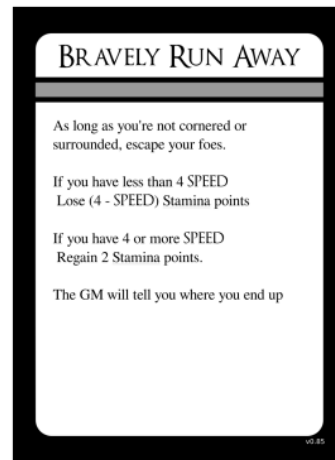 BRAVELY RUN AWAY
As long as you're not cornered or
surrounded, escape your foes.
If you have less than 4 SPEED
Lose (4 - SPEED) Stamina points
If you have 4 or more SPEED
Regain 2 Stamina points.
The GM will tell you where you end up
v0.85